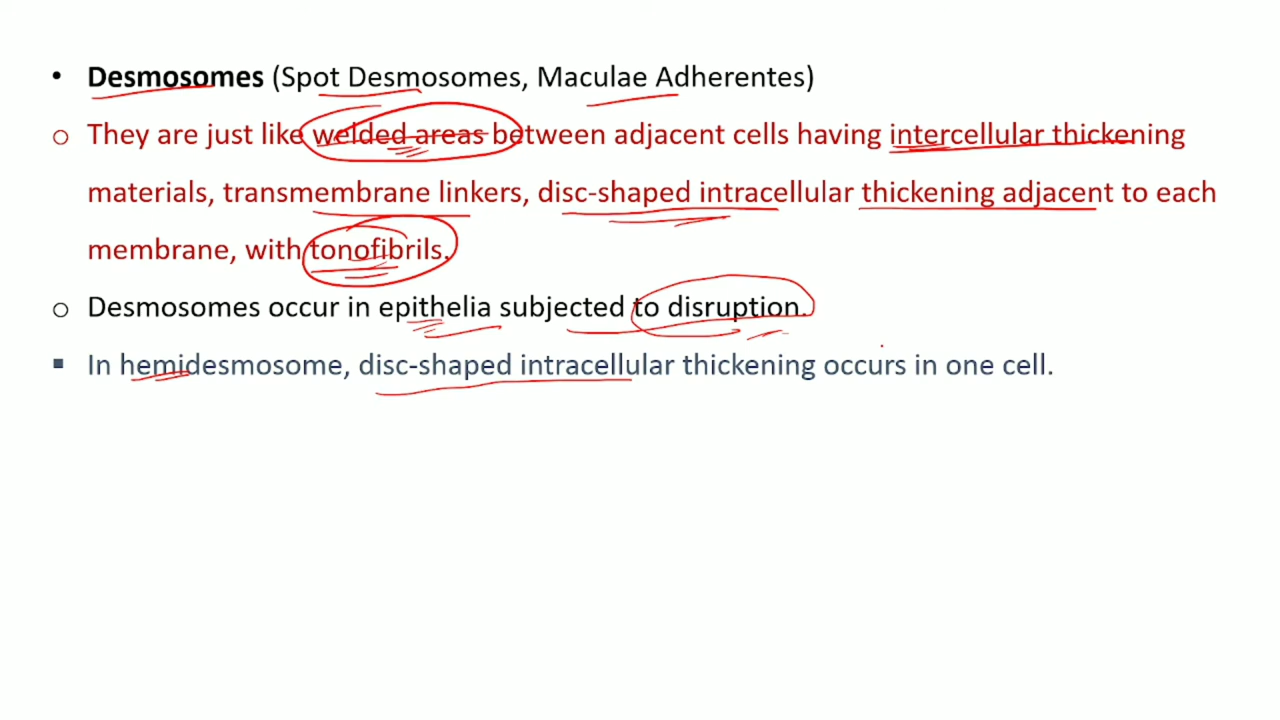 • Desmosomes (Spot Desmosomes, Maculae Adherentes)
o They are just like welded areas between adjacent cells having intercellular thickening
materials, transmembrane linkers, disc-shaped intracellular thickening adjacent to each
membrane, with tonofibrils.
o Desmosomes occur in epithelia subjected to disruption.
▪ In hemidesmosome, disc-shaped intracellular thickening occurs in one cell.